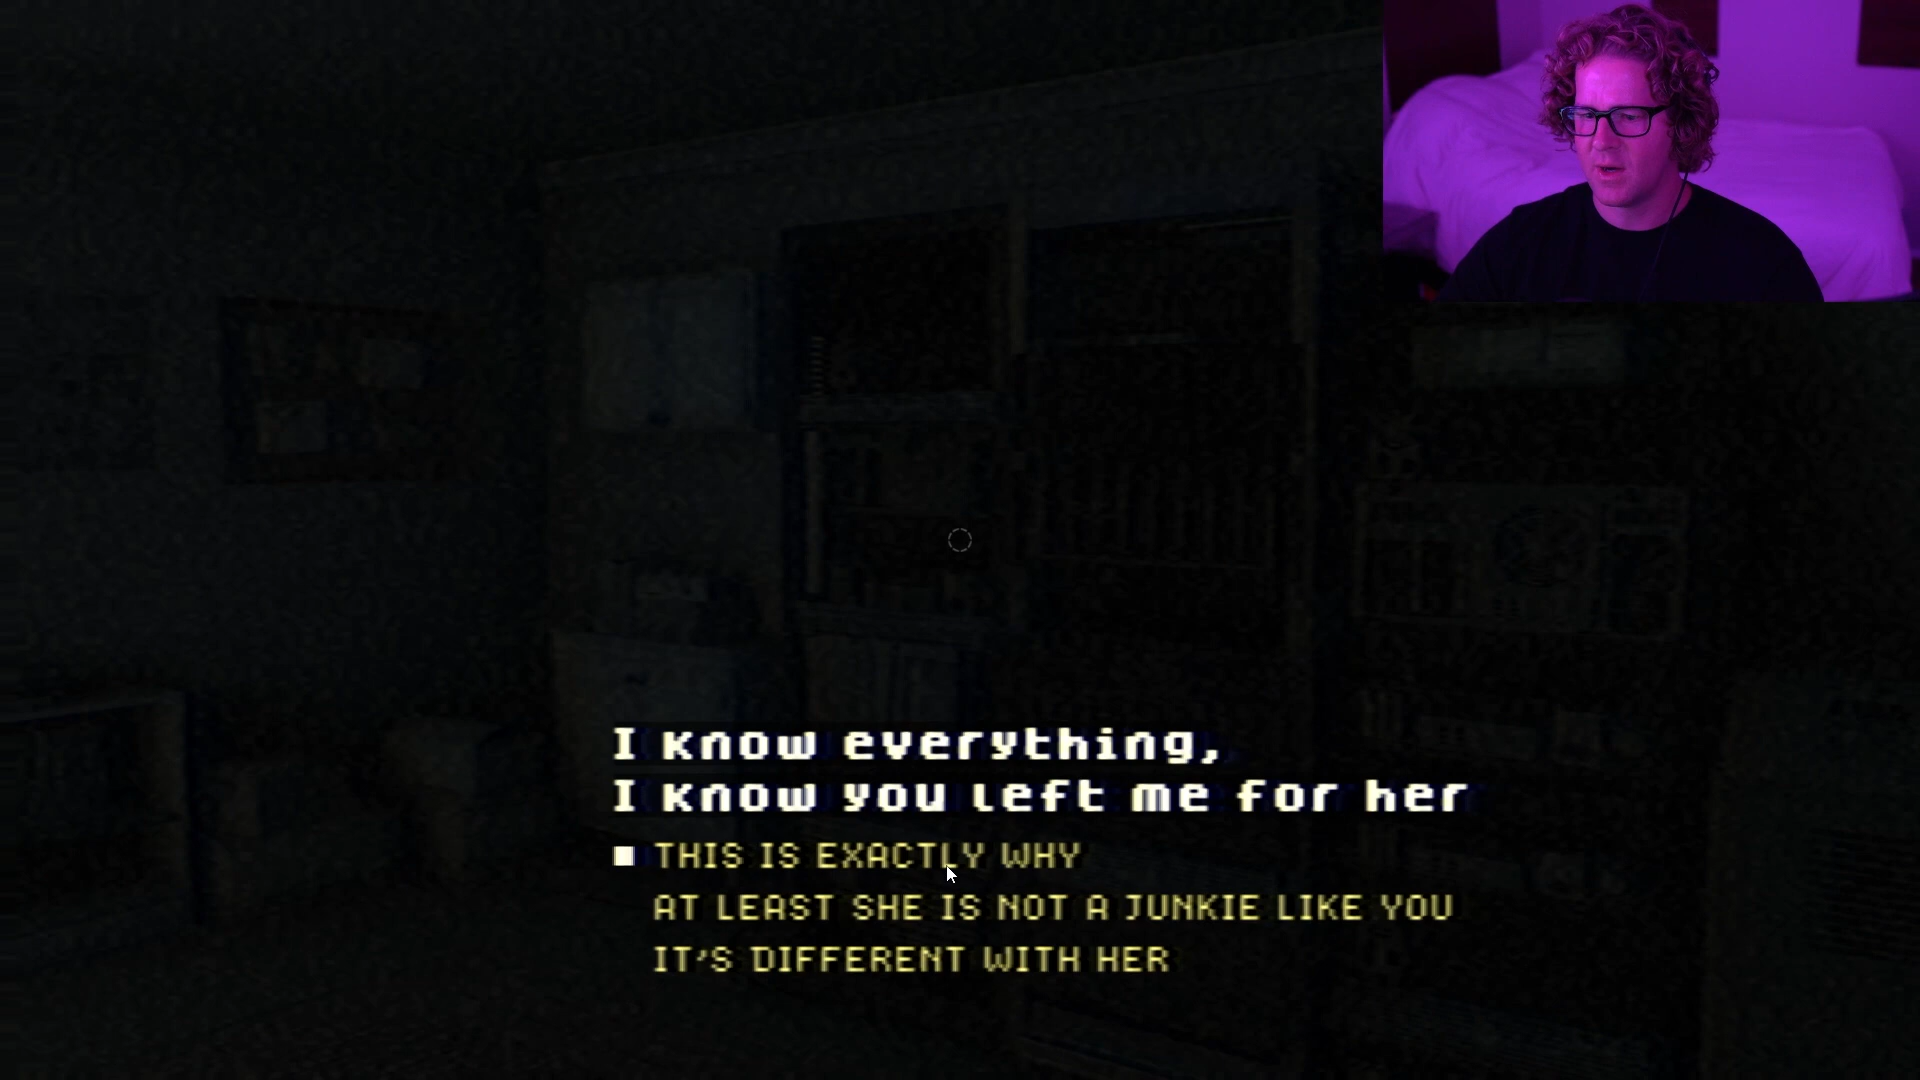 I know everything,
I know you left me for her
THIS IS EXACTLY WHY
AT LEAST SHE IS NOT A JUNKIE LIKE YOU
IT'S DIFFERENT WITH HER